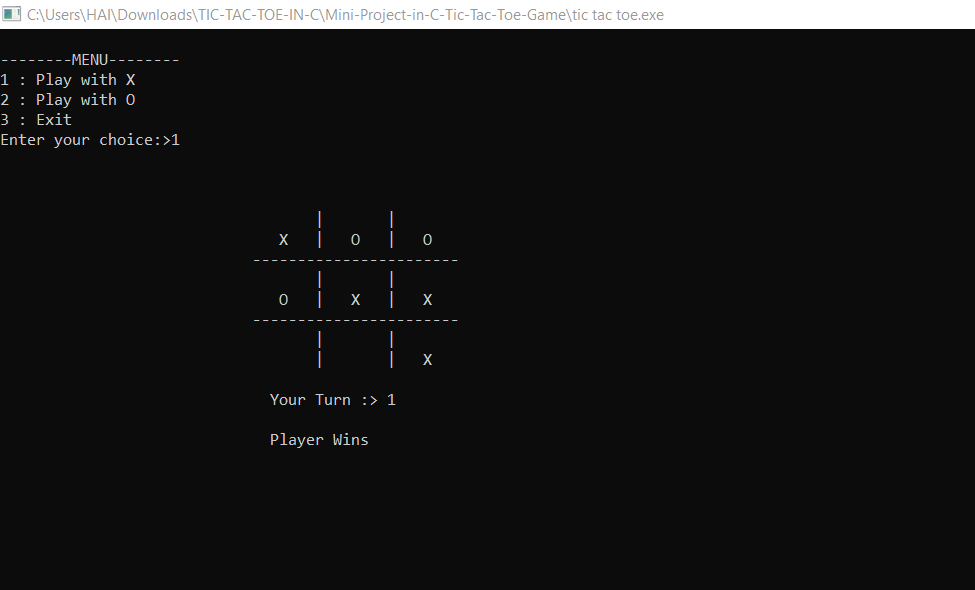 C:\Users\HAI\Downloads\TIC-TAC-TOE-IN-C\Mini-Project-in-C-Tic-Tac-Toe-Game\tic tac toe.exe
--------MENU--------
1 : Play with X
2 : Play with O
3 : Exit
Enter your choice:>1
| |
X | O | O
-----------------------
| |
O | X | X
-----------------------
| |
| | X
Your Turn :> 1
Player Wins